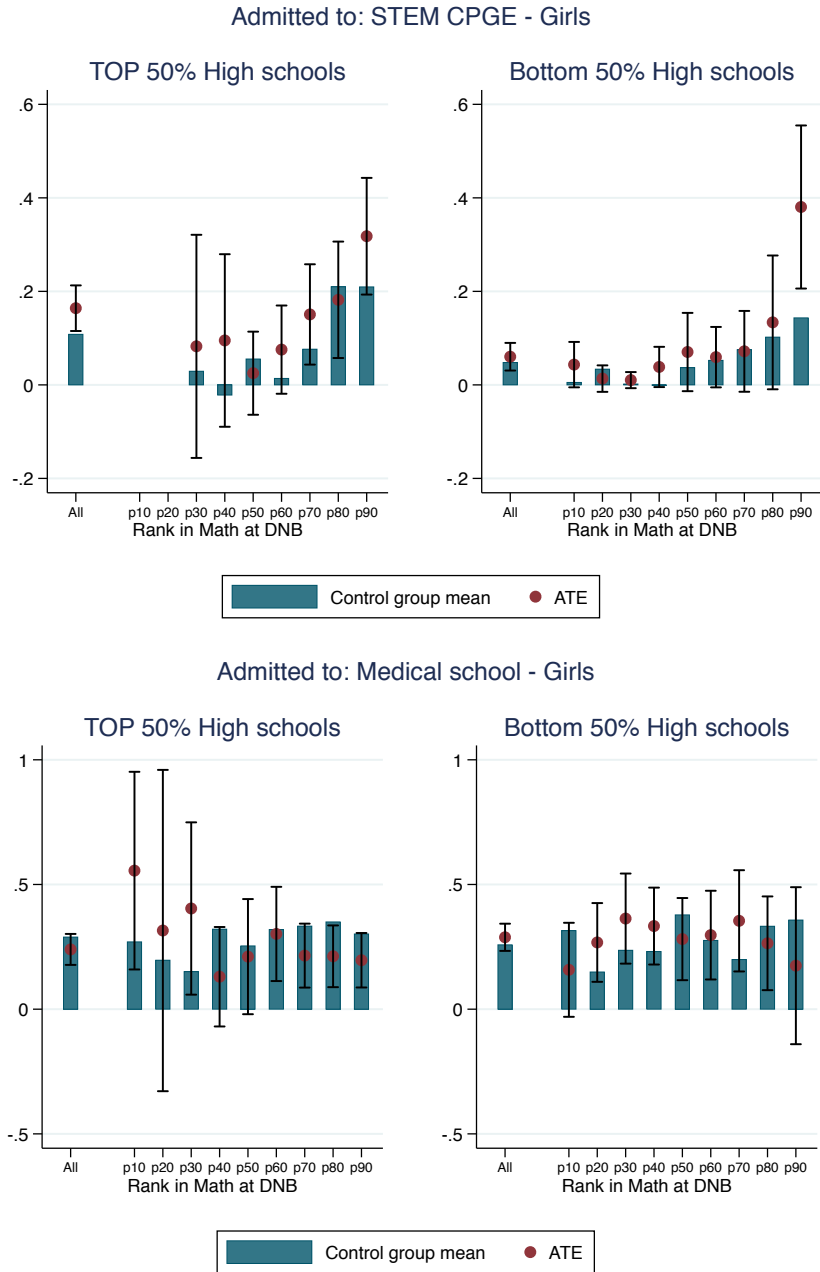 Admitted to: STEM CPGE - Girls
TOP 50% High schools
.6
.4
.2
0
-.2
All p10 p20 p30 p40 p50 p60 p70 p80 p90
Rank in Math at DNB
Bottom 50% High schools
.6
.4
.2
0
-.2
All p10 p20 p30 p40 p50 p60 p70 p80 p90
Rank in Math at DNB
Control group mean ATE
Admitted to: Medical school - Girls
TOP 50% High schools
1
.5
0
-.5
All p10 p20 p30 p40 p50 p60 p70 p80 p90
Rank in Math at DNB
Bottom 50% High schools
1
.5
0
-.5
All p10 p20 p30 p40 p50 p60 p70 p80 p90
Rank in Math at DNB
Control group mean ATE